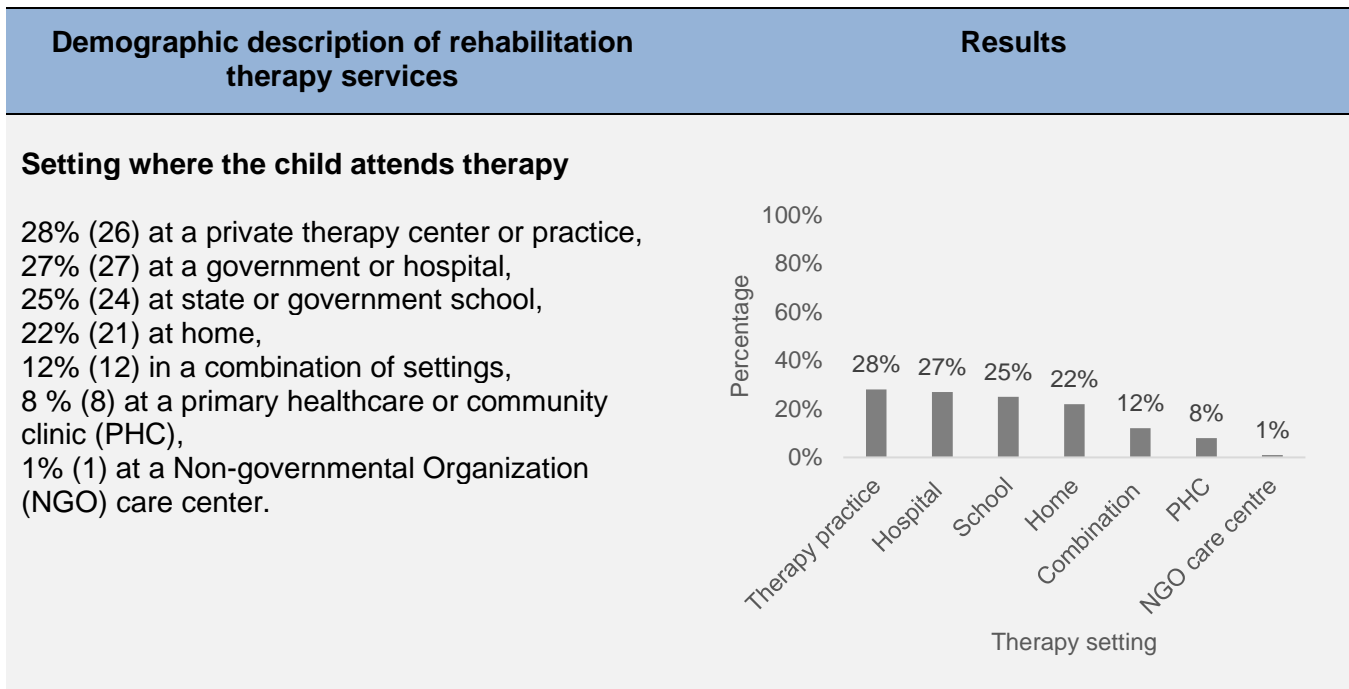 Demographic description of rehabilitation
therapy services
Results
Setting where the child attends therapy
28% (26) at a private therapy center or practice,
27% (27) at a government or hospital,
25% (24) at state or government school,
22% (21) at home,
12% (12) in a combination of settings,
8 % (8) at a primary healthcare or community
clinic (PHC),
1% (1) at a Non-governmental Organization
(NGO) care center.
100%
80%
60%
40%
20%
0%
Percentage
28%
27%
25%
22%
12%
8%
1%
Therapy practice
Hospital
School
Home
Combination
PHC
NGO care centre
Therapy setting